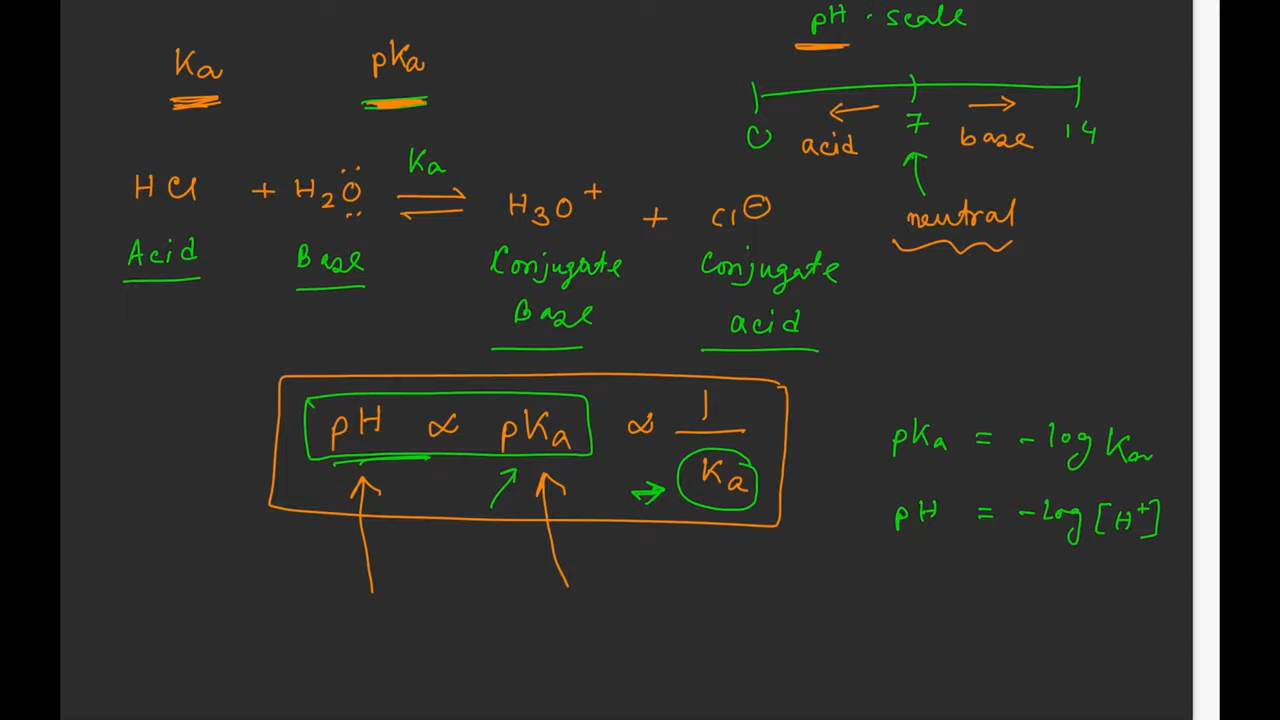 Ka pKa
pH · scale
0 7 14
acid base
neutral
HCl + H2Ö ⇌ H3O+ + Cl⊖
Ka
Acid Base Conjugate Base Conjugate acid
pH ∝ pKa ∝ 1/Ka
pKa = -log Ka
pH = -log [H+]